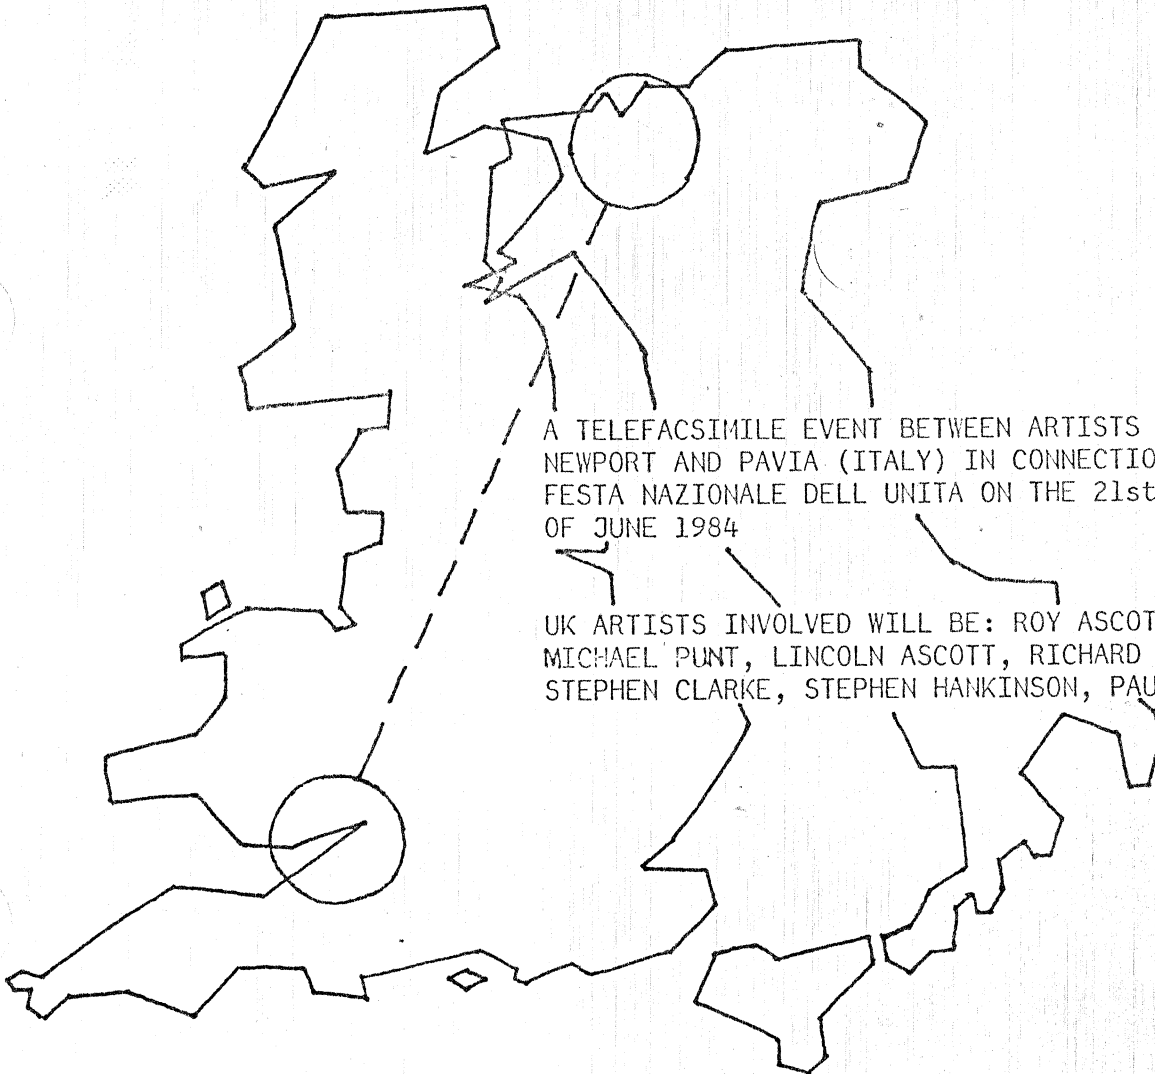 A TELEFACSIMILE EVENT BETWEEN ARTISTS
NEWPORT AND PAVIA (ITALY) IN CONNECTIO
FESTA NAZIONALE DELL UNITA ON THE 21st
OF JUNE 1984
UK ARTISTS INVOLVED WILL BE: ROY ASCOT
MICHAEL PUNT, LINCOLN ASCOTT, RICHARD
STEPHEN CLARKE, STEPHEN HANKINSON, PAU